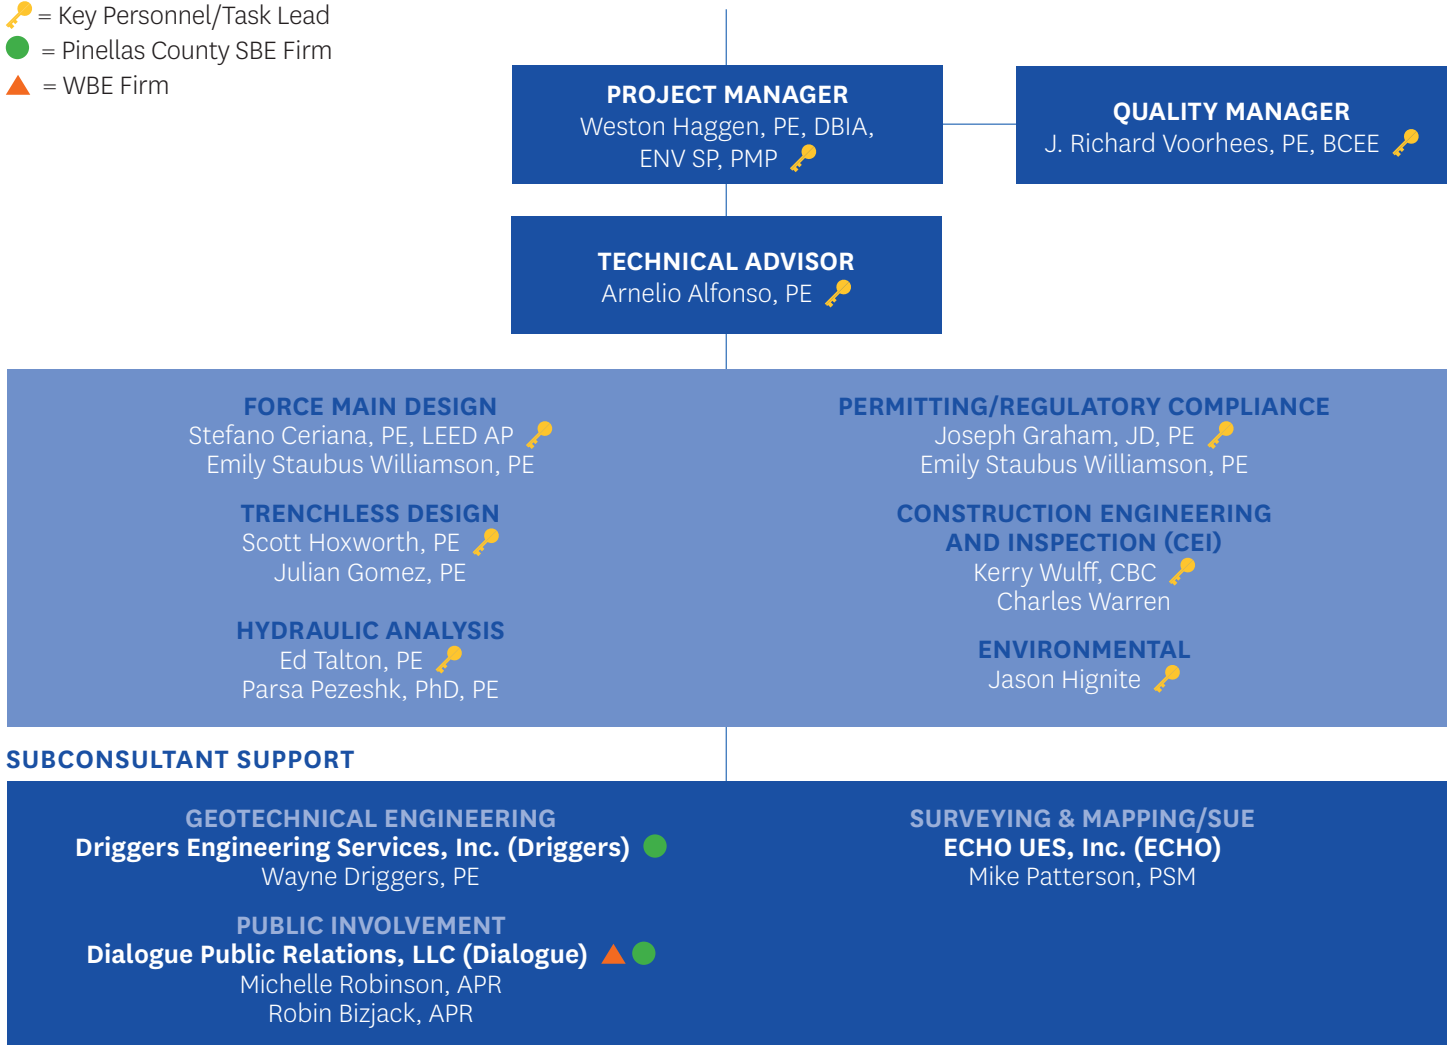 = Key Personnel/Task Lead
= Pinellas County SBE Firm
= WBE Firm
PROJECT MANAGER
Weston Haggen, PE, DBIA,
ENV SP, PMP
QUALITY MANAGER
J. Richard Voorhees, PE, BCEE
TECHNICAL ADVISOR
Arnelio Alfonso, PE
FORCE MAIN DESIGN
Stefano Ceriana, PE, LEED AP
Emily Staubus Williamson, PE
TRENCHLESS DESIGN
Scott Hoxworth, PE
Julian Gomez, PE
HYDRAULIC ANALYSIS
Ed Talton, PE
Parsa Pezeshk, PhD, PE
PERMITTING/REGULATORY COMPLIANCE
Joseph Graham, JD, PE
Emily Staubus Williamson, PE
CONSTRUCTION ENGINEERING
AND INSPECTION (CEI)
Kerry Wulff, CBC
Charles Warren
ENVIRONMENTAL
Jason Hignite
SUBCONSULTANT SUPPORT
GEOTECHNICAL ENGINEERING
Driggers Engineering Services, Inc. (Driggers)
Wayne Driggers, PE
PUBLIC INVOLVEMENT
Dialogue Public Relations, LLC (Dialogue)
Michelle Robinson, APR
Robin Bizjack, APR
SURVEYING & MAPPING/SUE
ECHO UES, Inc. (ECHO)
Mike Patterson, PSM